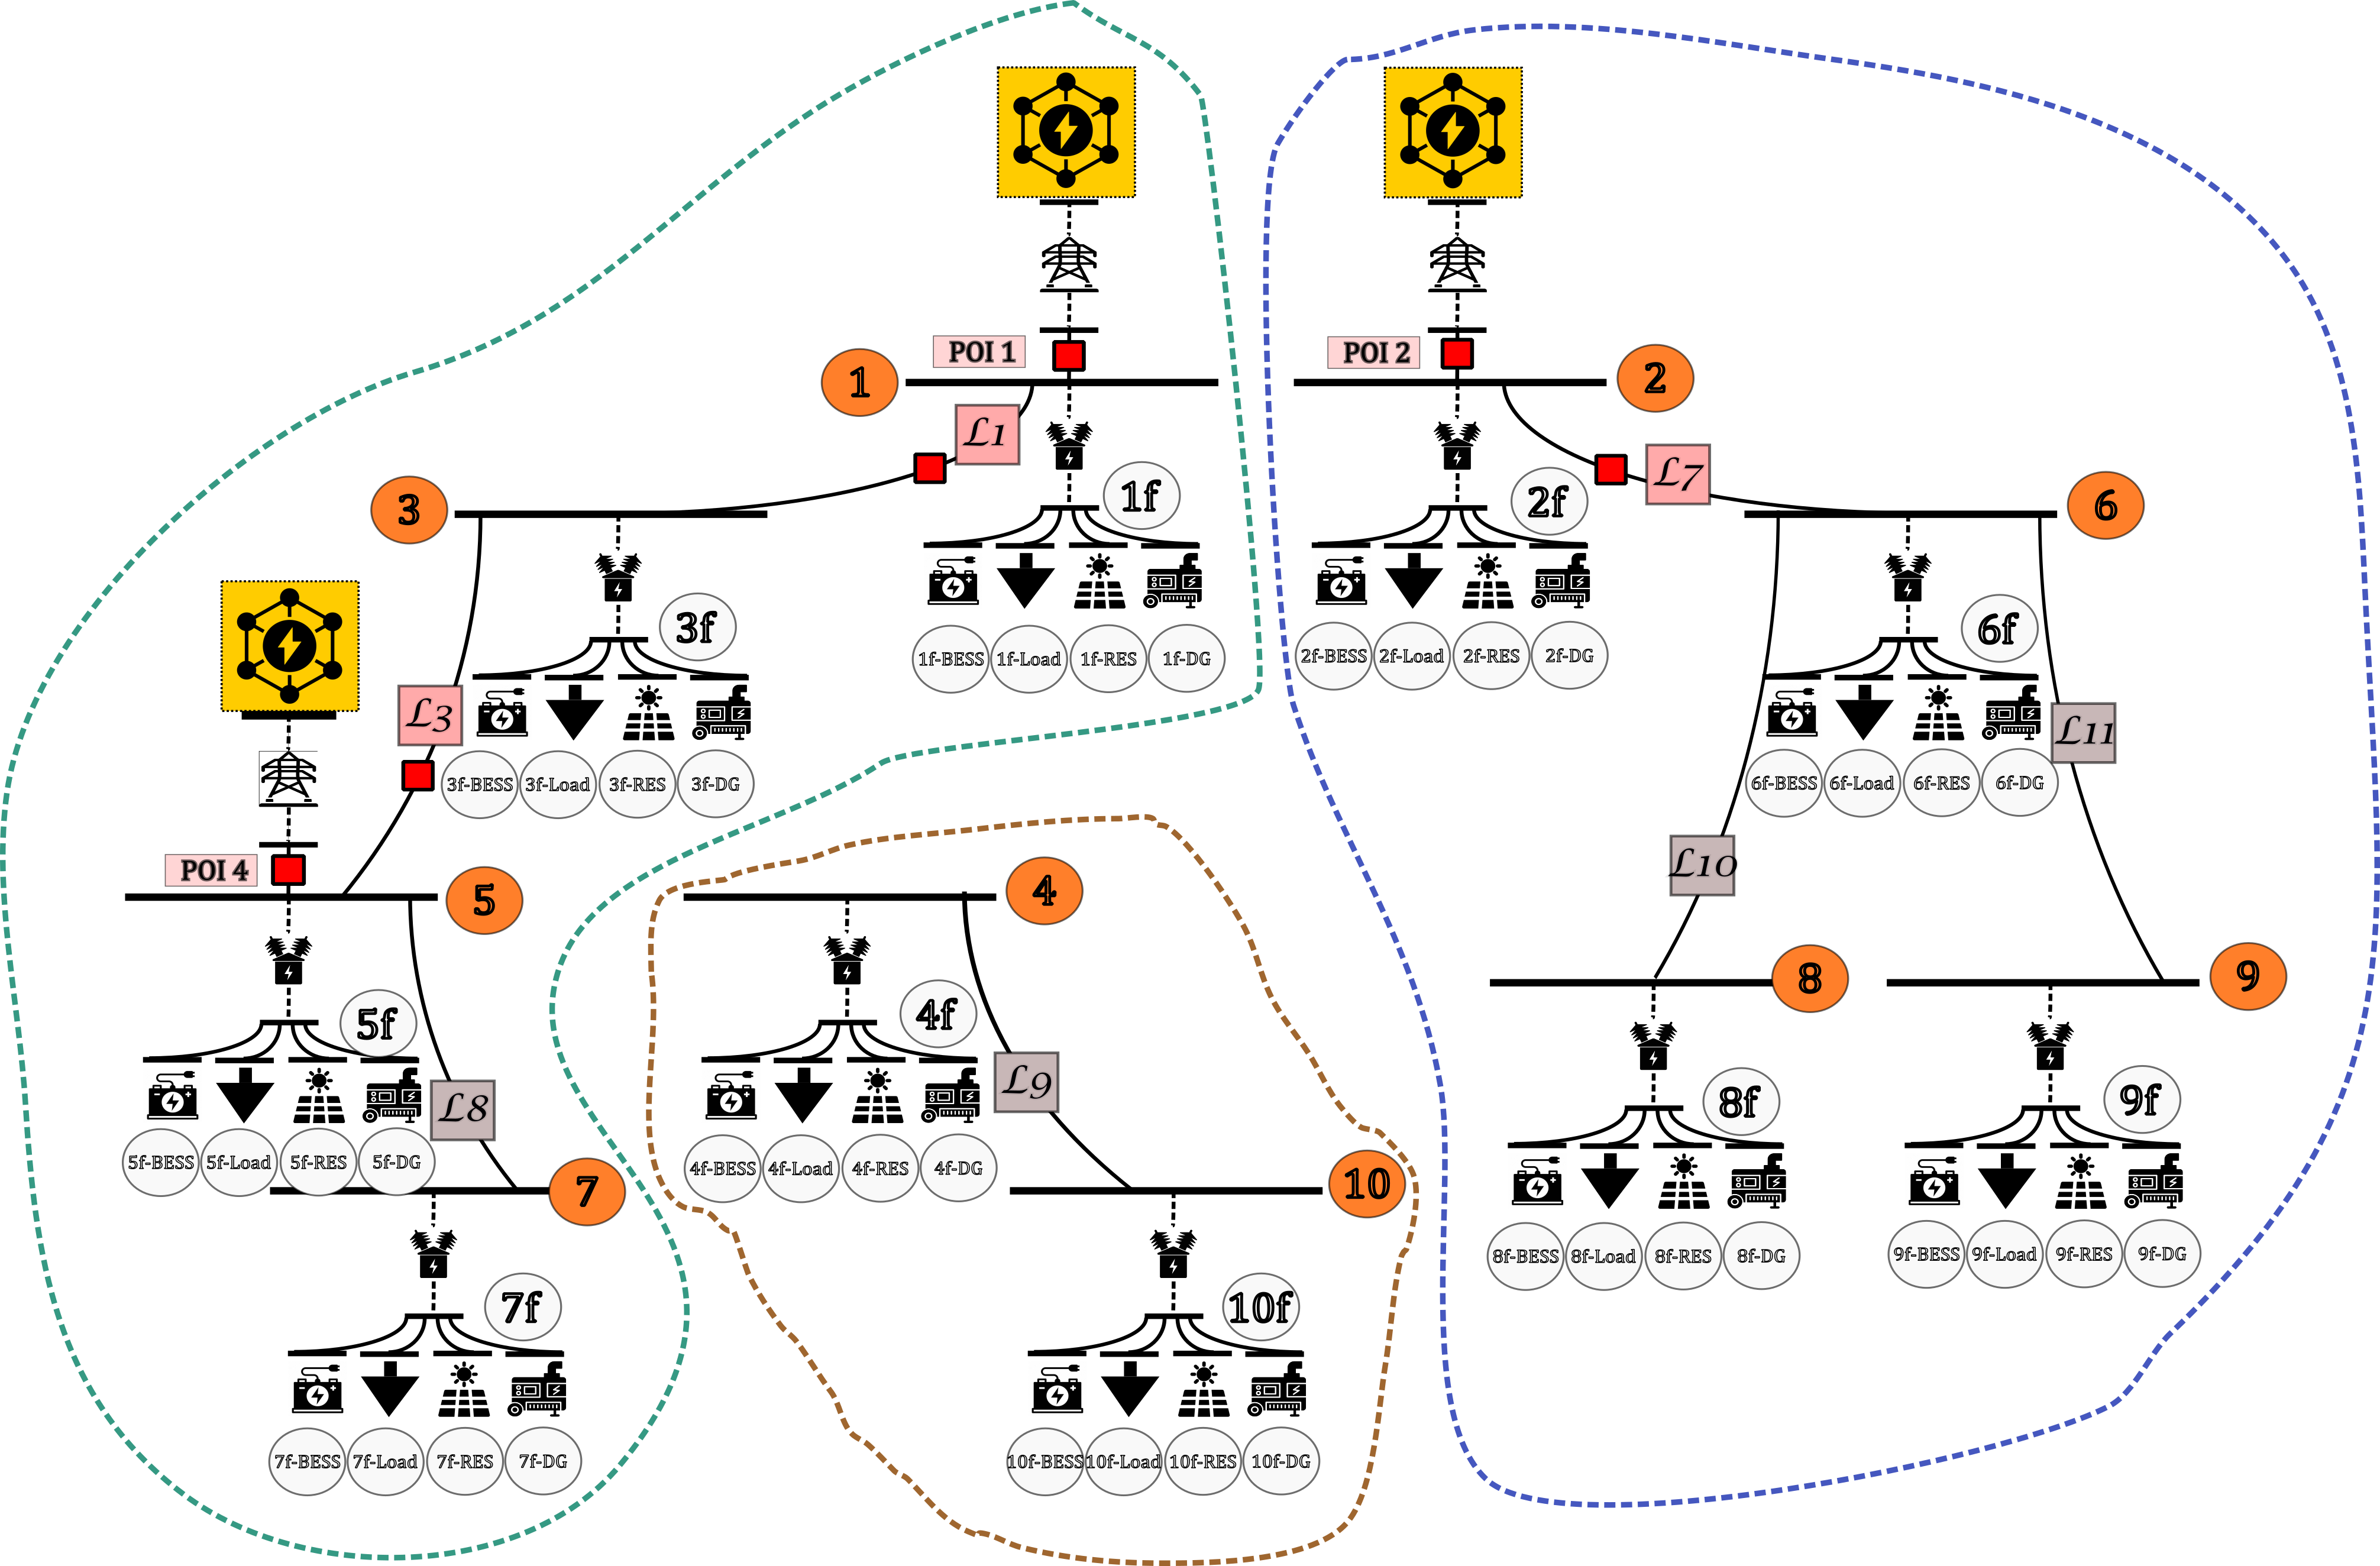 POI 1
POI 2
1
2
L1
L7
3
1f
2f
6
1f-BESS 1f-Load 1f-RES 1f-DG
2f-BESS 2f-Load 2f-RES 2f-DG
3f
6f
L3
L11
3f-BESS 3f-Load 3f-RES 3f-DG
6f-BESS 6f-Load 6f-RES 6f-DG
POI 4
L10
5
4
8
9
5f
4f
L8
L9
8f
9f
5f-BESS 5f-Load 5f-RES 5f-DG
4f-BESS 4f-Load 4f-RES 4f-DG
7
10
8f-BESS 8f-Load 8f-RES 8f-DG
9f-BESS 9f-Load 9f-RES 9f-DG
7f
10f
7f-BESS 7f-Load 7f-RES 7f-DG
10f-BESS 10f-Load 10f-RES 10f-DG